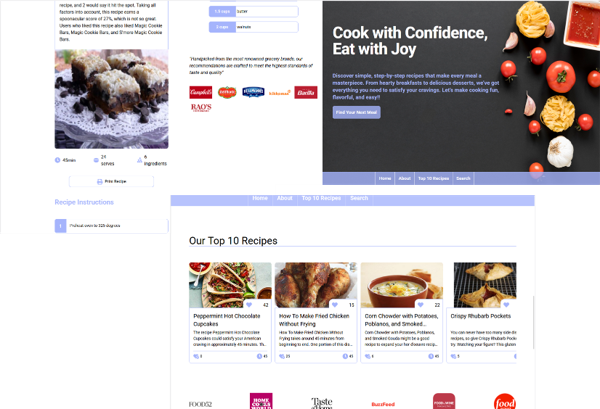 recipe, and 2 would say it hit the spot. Taking all
factors into account, this recipe earns a
spoonacular score of 27%, which is not so great.
Users who liked this recipe also liked Magic Cookie
Bars, Magic Cookie Bars, and S'more Magic Cookie
Bars.
45min
24
serves
6
ingredients
Print Recipe
Recipe Instructions
1
Preheat oven to 325 degrees
1 1/2 cups
butter
2 cups
walnuts
"Handpicked from the most renowned grocery brands, our
recommendations are crafted to meet the highest standards of
taste and quality"
Campbell's
Barilla
RAO'S
Cook with Confidence,
Eat with Joy
Discover simple, step-by-step recipes that make every meal a
masterpiece. From hearty breakfasts to delicious desserts, we've got
everything you need to satisfy your cravings. Let's make cooking fun,
flavorful, and easy!!
Find Your Next Meal
Home
About
Top 10 Recipes
Search
Home
About
Top 10 Recipes
Search
Our Top 10 Recipes
42
Peppermint Hot Chocolate
Cupcakes
The recipe Peppermint Hot Chocolate
Cupcakes could satisfy your American
craving in approximately 45 minutes. Th...
10
How To Make Fried Chicken
Without Frying
How To Make Fried Chicken Without
Frying takes around 45 minutes from
beginning to end. One portion of this...
22
Corn Chowder with Potatoes,
Poblanos, and Smoked...
Corn Chowder with Potatoes, Poblanos,
and Smoked Gouda might be a good
recipe to expand your hor d'oeuvre recip...
Crispy Rhubarb Pockets
You can never have too many side dish
recipes, so give Crispy Rhubarb Pockets
try. Watching your figure? This gluten
FOOD52
HOME
COOKS
WORLD
Taste
of Home
BuzzFeed
food